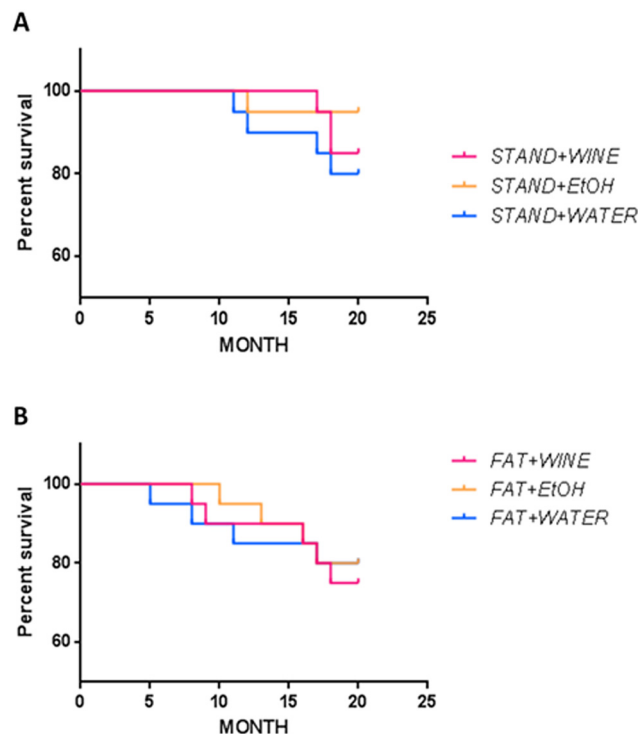 A
Percent survival
100
80
60
0 5 10 15 20 25
MONTH
STAND+WINE
STAND+EtOH
STAND+WATER
B
Percent survival
100
80
60
0 5 10 15 20 25
MONTH
FAT+WINE
FAT+EtOH
FAT+WATER